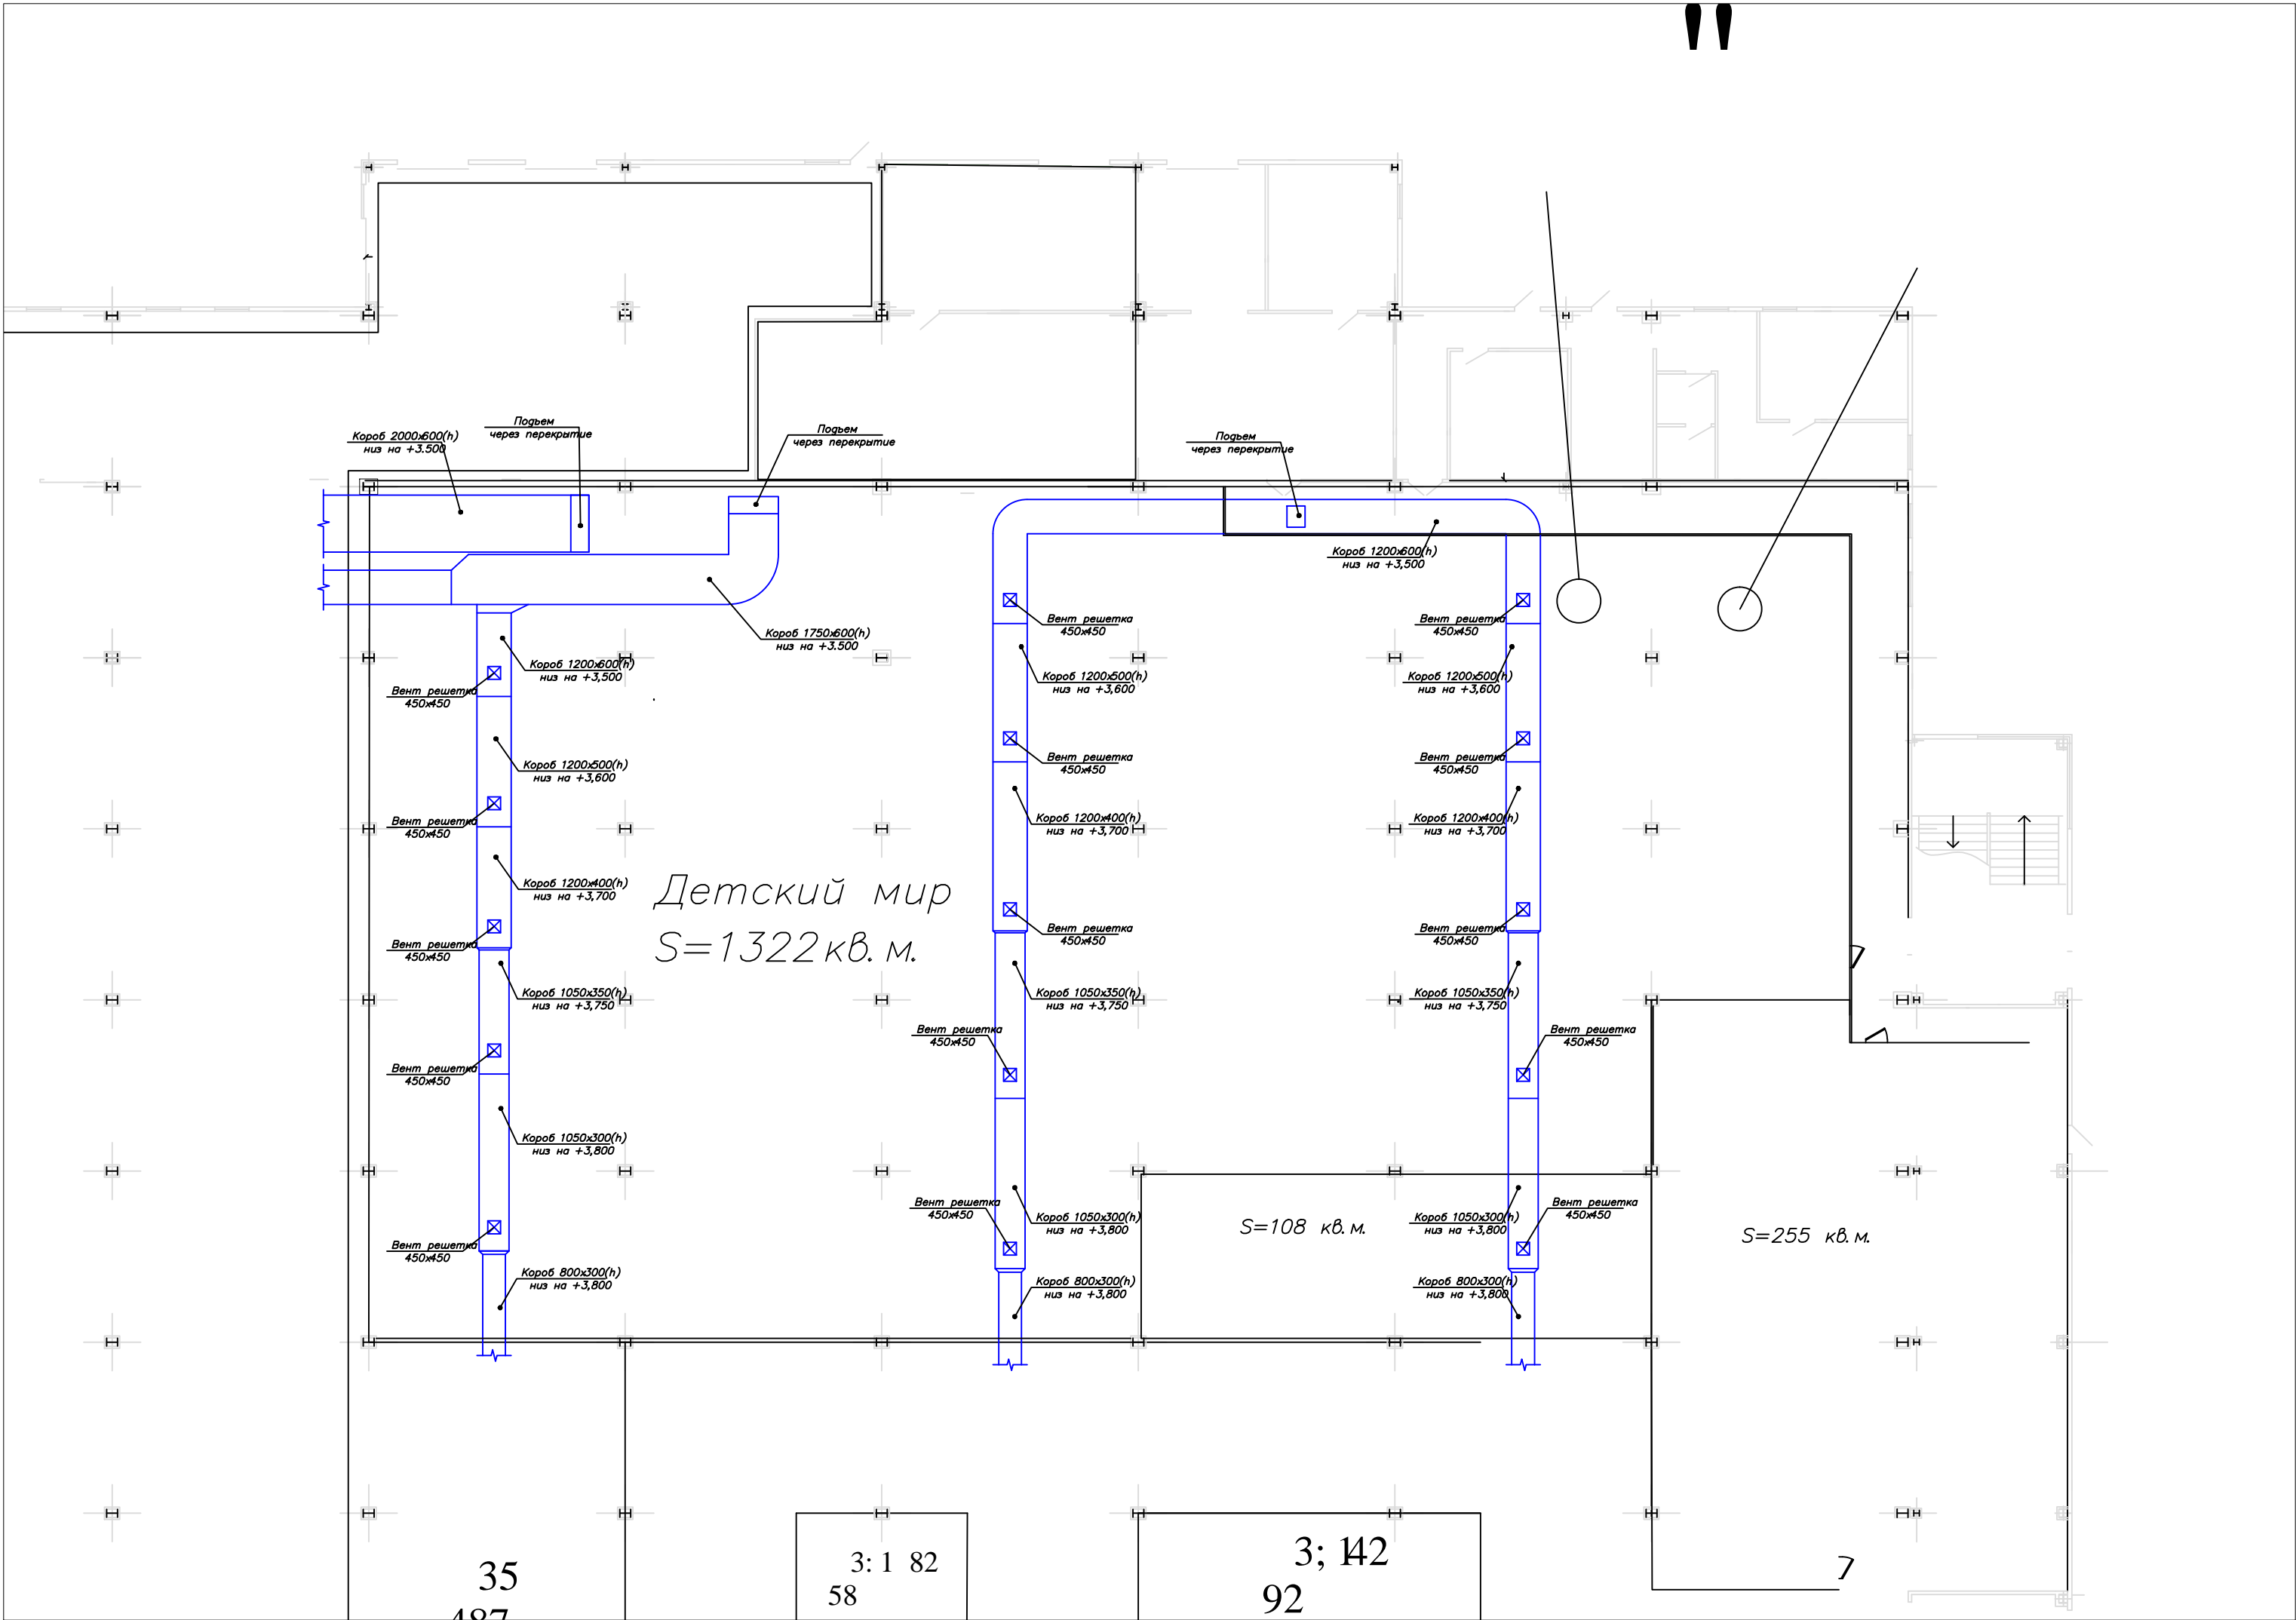 "
Подъем
через перекрытие
Короб 2000х600(h)
низ на +3.500
Подъем
через перекрытие
Подъем
через перекрытие
Короб 1200х600(h)
низ на +3,500
Короб 1750х600(h)
низ на +3.500
Вент решетка
450х450
Вент решетка
450х450
Короб 1200х600(h)
низ на +3,500
Вент решетка
450х450
Короб 1200х500(h)
низ на +3,600
Короб 1200х500(h)
низ на +3,600
Короб 1200х500(h)
низ на +3,600
Вент решетка
450х450
Вент решетка
450х450
Вент решетка
450х450
Короб 1200х400(h)
низ на +3,700
Короб 1200х400(h)
низ на +3,700
Короб 1200х400(h)
низ на +3,700
Детский мир
S=1322кв.м.
Вент решетка
450х450
Вент решетка
450х450
Вент решетка
450х450
Короб 1050х350(h)
низ на +3,750
Короб 1050х350(h)
низ на +3,750
Короб 1050х350(h)
низ на +3,750
Вент решетка
450х450
Вент решетка
450х450
Вент решетка
450х450
Короб 1050х300(h)
низ на +3,800
Вент решетка
450х450
Вент решетка
450х450
Короб 1050х300(h)
низ на +3,800
S=108 кв.м.
Короб 1050х300(h)
низ на +3,800
S=255 кв.м.
Вент решетка
450х450
Короб 800х300(h)
низ на +3,800
Короб 800х300(h)
низ на +3,800
Короб 800х300(h)
низ на +3,800
35
487
3: 1 82
58
3; 142
92